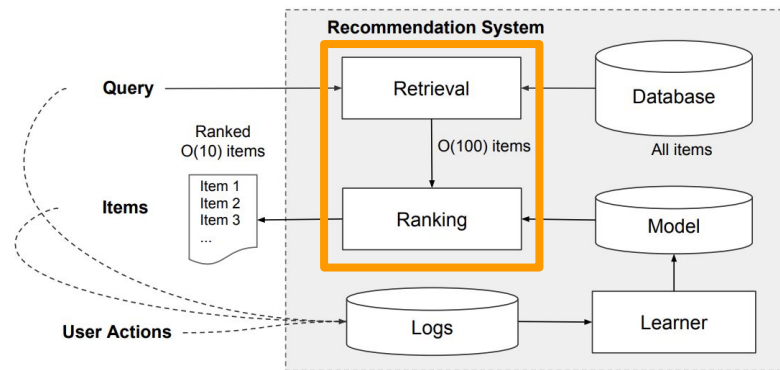 Recommendation System
Query
Retrieval
Database
Ranked
O(10) items
O(100) items
All items
Item 1
Item 2
Item 3
...
Items
Ranking
Model
User Actions
Logs
Learner